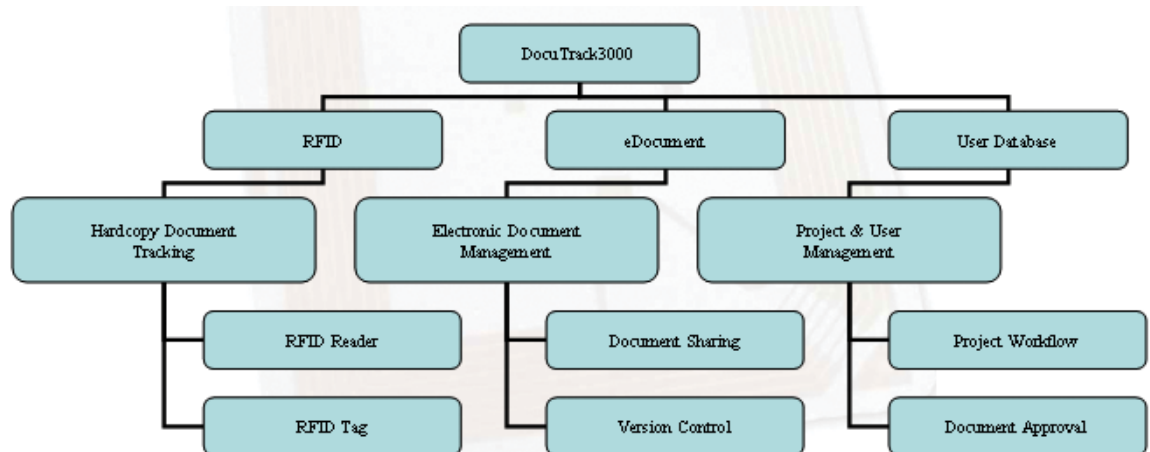 DocuTrack3000
RFID
eDocument
User Database
Hardcopy Document
Tracking
Electronic Document
Management
Project & User
Management
RFID Reader
Document Sharing
Project Workflow
RFID Tag
Version Control
Document Approval